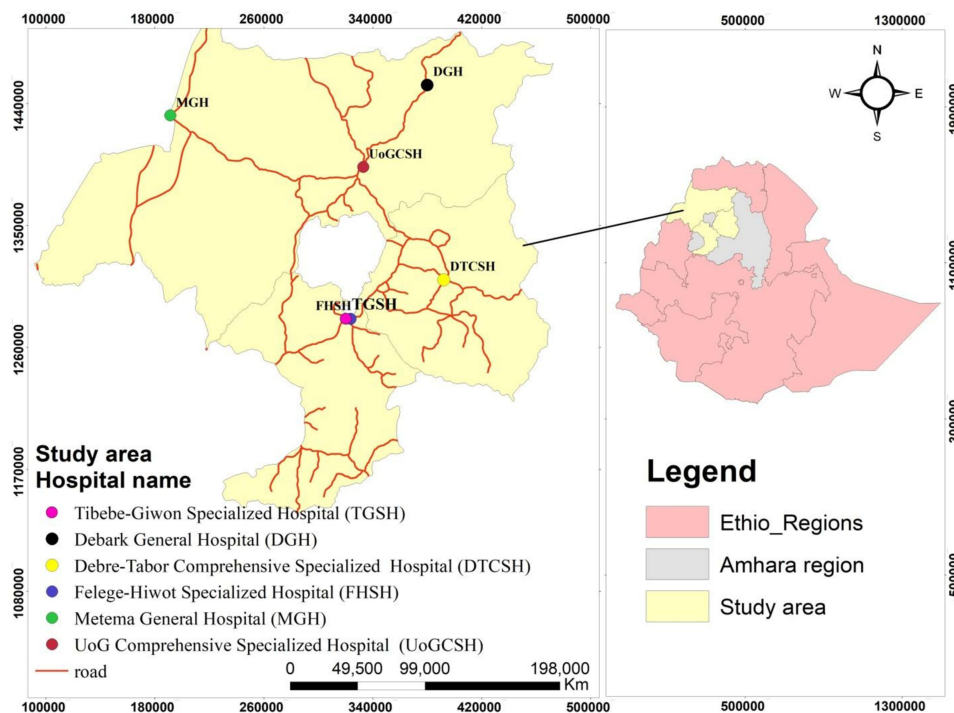 100000 180000 260000 340000 420000 500000
500000 1300000
1440000
1350000
1260000
1170000
1080000
1900000
1100000
300000
MGH
DGH
UoGCSH
DTCSH
FHSH TGSH
N
W E
S
Study area
Hospital name
Tibebe-Giwon Specialized Hospital (TGSH)
Debark General Hospital (DGH)
Debre-Tabor Comprehensive Specialized Hospital (DTCSH)
Felege-Hiwot Specialized Hospital (FHSH)
Metema General Hospital (MGH)
UoG Comprehensive Specialized Hospital (UoGCSH)
road
0 49,500 99,000 198,000
Km
Legend
Ethio_Regions
Amhara region
Study area
100000 180000 260000 340000 420000 500000
500000 1300000